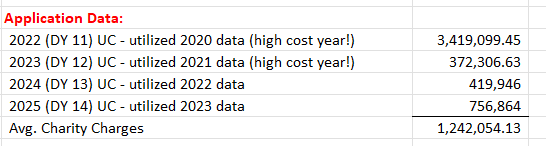 Application Data:
2022 (DY 11) UC - utilized 2020 data (high cost year!) 3,419,099.45
2023 (DY 12) UC - utilized 2021 data (high cost year!) 372,306.63
2024 (DY 13) UC - utilized 2022 data 419,946
2025 (DY 14) UC - utilized 2023 data 756,864
Avg. Charity Charges 1,242,054.13